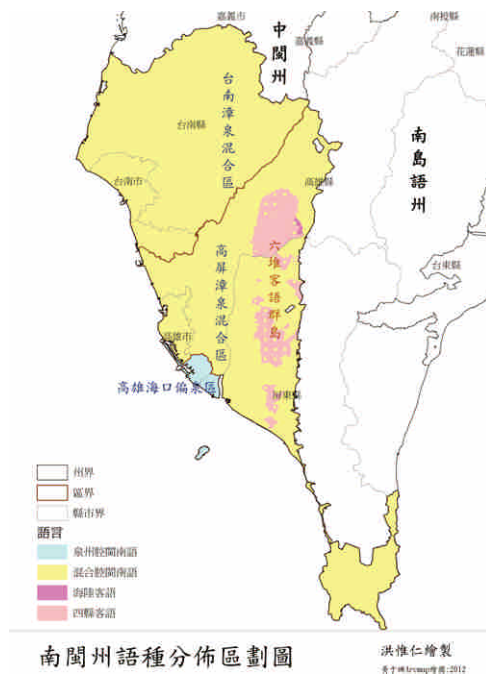 嘉義市
中閩州
嘉義縣
南投縣
花蓮縣
台南漳泉混合區
台南縣
台南市
高雄縣
南島語州
台東縣
六堆客語群島
高屏漳泉混合區
高雄市
高雄海口偏泉區
屏東縣
州界
區界
縣市界
語言
泉州腔閩南語
混合腔閩南語
海陸客語
四縣客語
南閩州語種分佈區劃圖
洪惟仁繪製